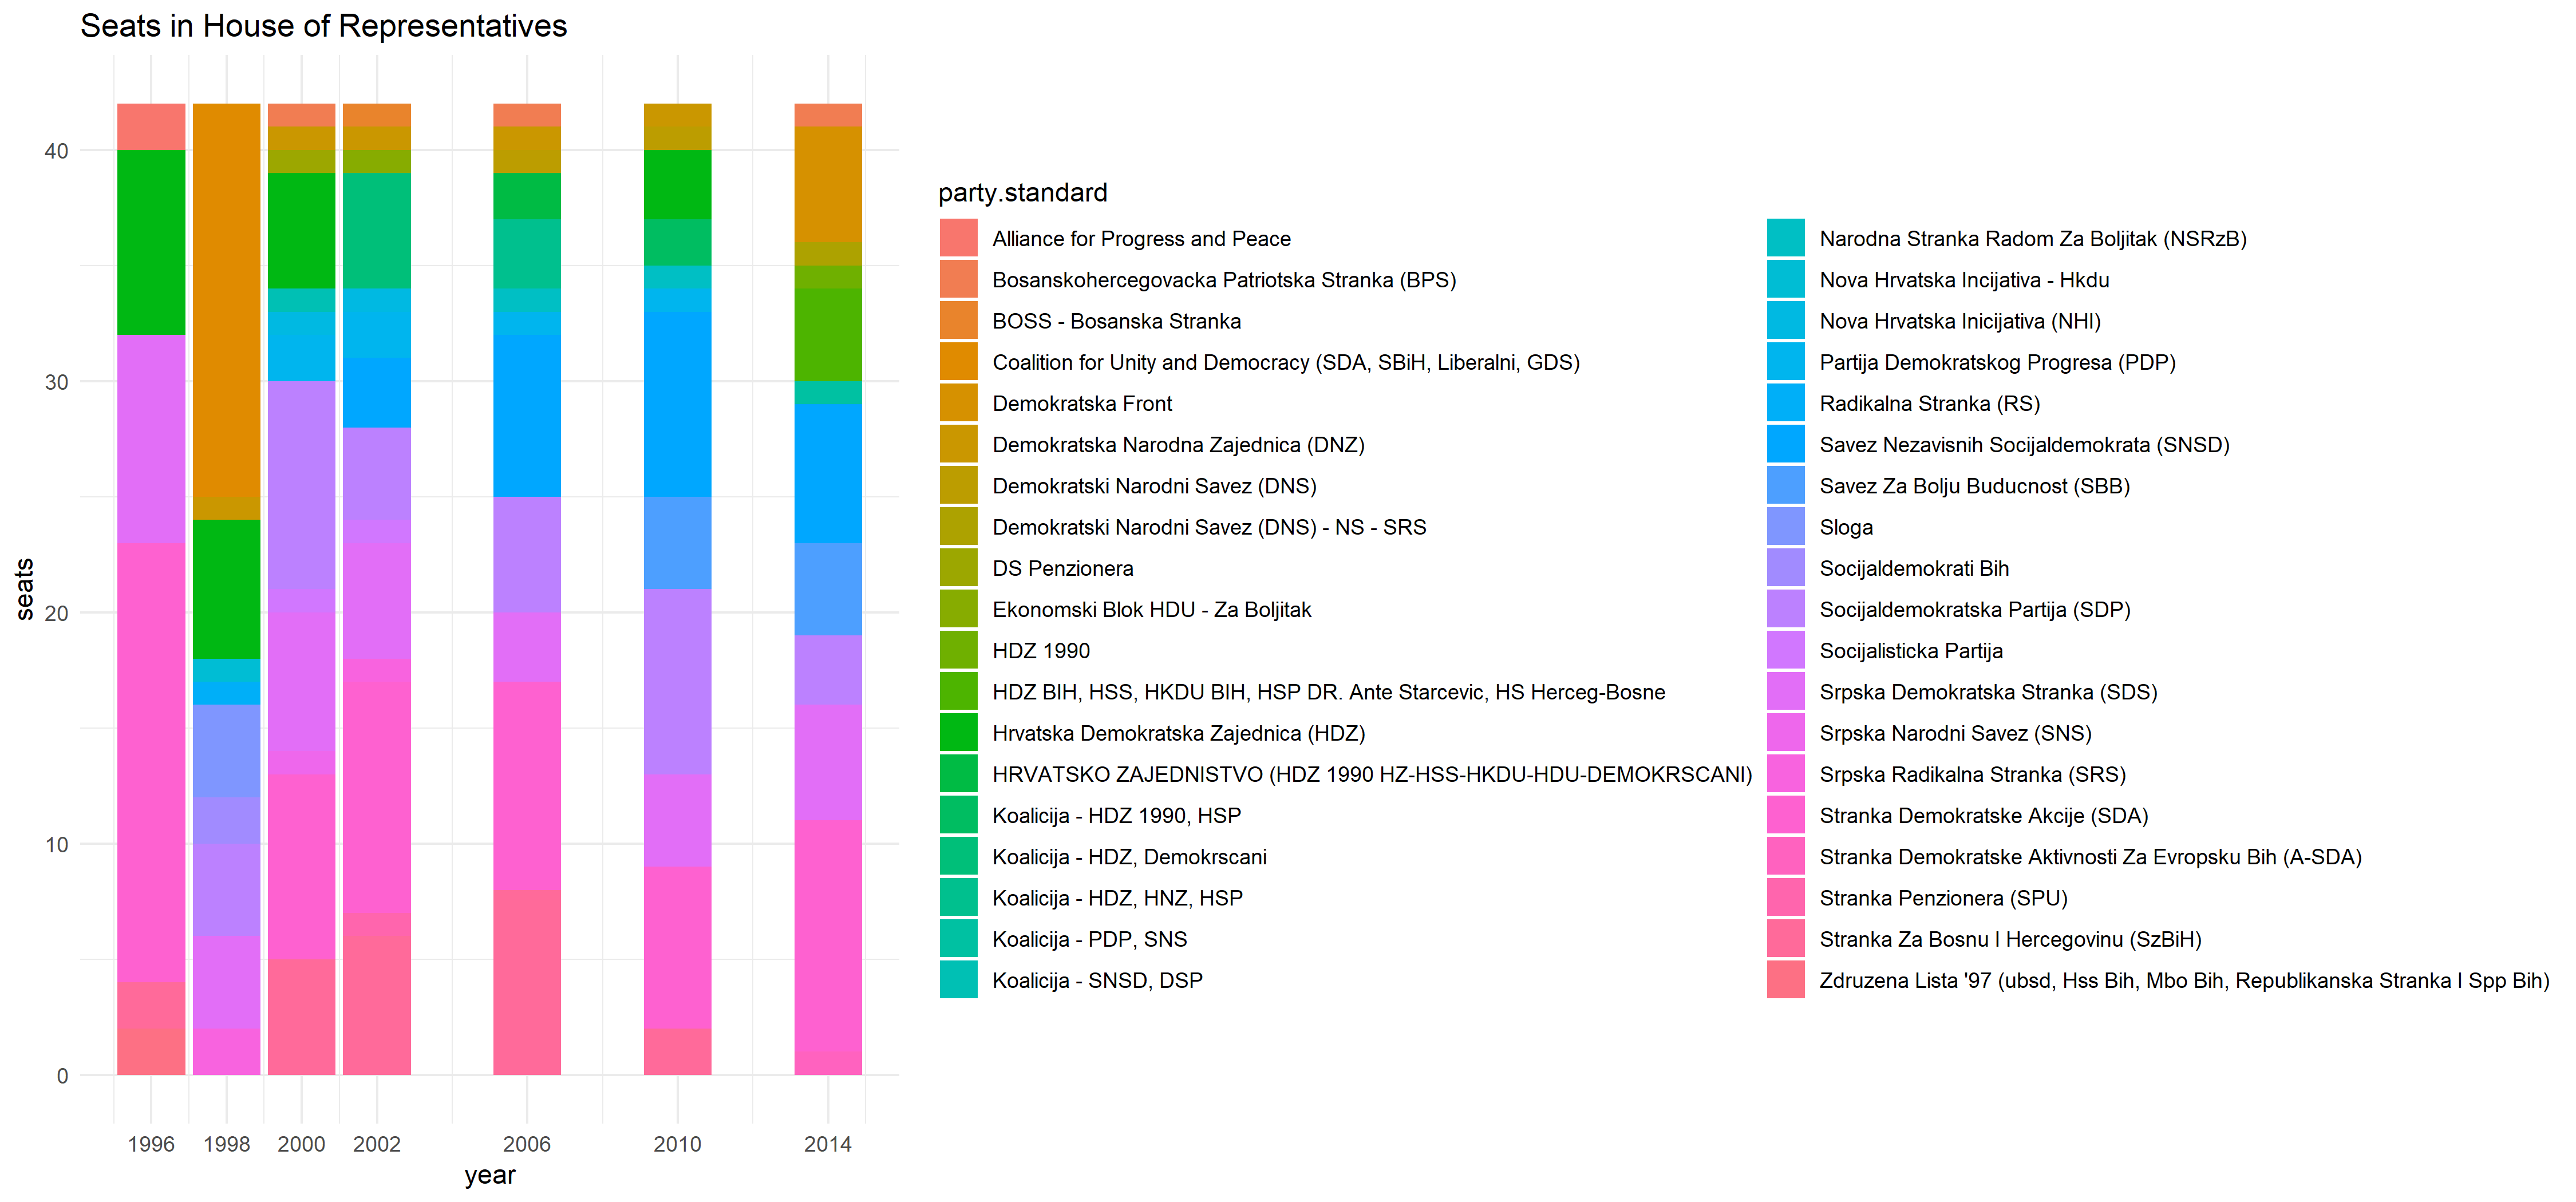 Seats in House of Representatives
seats
40
30
20
10
0
1996 1998 2000 2002 2006 2010 2014
year
party.standard
Alliance for Progress and Peace
Bosanskohercegovacka Patriotska Stranka (BPS)
BOSS - Bosanska Stranka
Coalition for Unity and Democracy (SDA, SBiH, Liberalni, GDS)
Demokratska Front
Demokratska Narodna Zajednica (DNZ)
Demokratski Narodni Savez (DNS)
Demokratski Narodni Savez (DNS) - NS - SRS
DS Penzionera
Ekonomski Blok HDU - Za Boljitak
HDZ 1990
HDZ BIH, HSS, HKDU BIH, HSP DR. Ante Starcevic, HS Herceg-Bosne
Hrvatska Demokratska Zajednica (HDZ)
HRVATSKO ZAJEDNISTVO (HDZ 1990 HZ-HSS-HKDU-HDU-DEMOKRSCANI)
Koalicija - HDZ 1990, HSP
Koalicija - HDZ, Demokrscani
Koalicija - HDZ, HNZ, HSP
Koalicija - PDP, SNS
Koalicija - SNSD, DSP
Narodna Stranka Radom Za Boljitak (NSRzB)
Nova Hrvatska Incijativa - Hkdu
Nova Hrvatska Inicijativa (NHI)
Partija Demokratskog Progresa (PDP)
Radikalna Stranka (RS)
Savez Nezavisnih Socijaldemokrata (SNSD)
Savez Za Bolju Buducnost (SBB)
Sloga
Socijaldemokrati Bih
Socijaldemokratska Partija (SDP)
Socijalisticka Partija
Srpska Demokratska Stranka (SDS)
Srpska Narodni Savez (SNS)
Srpska Radikalna Stranka (SRS)
Stranka Demokratske Akcije (SDA)
Stranka Demokratske Aktivnosti Za Evropsku Bih (A-SDA)
Stranka Penzionera (SPU)
Stranka Za Bosnu I Hercegovinu (SzBiH)
Zdruzena Lista '97 (ubsd, Hss Bih, Mbo Bih, Republikanska Stranka I Spp Bih)